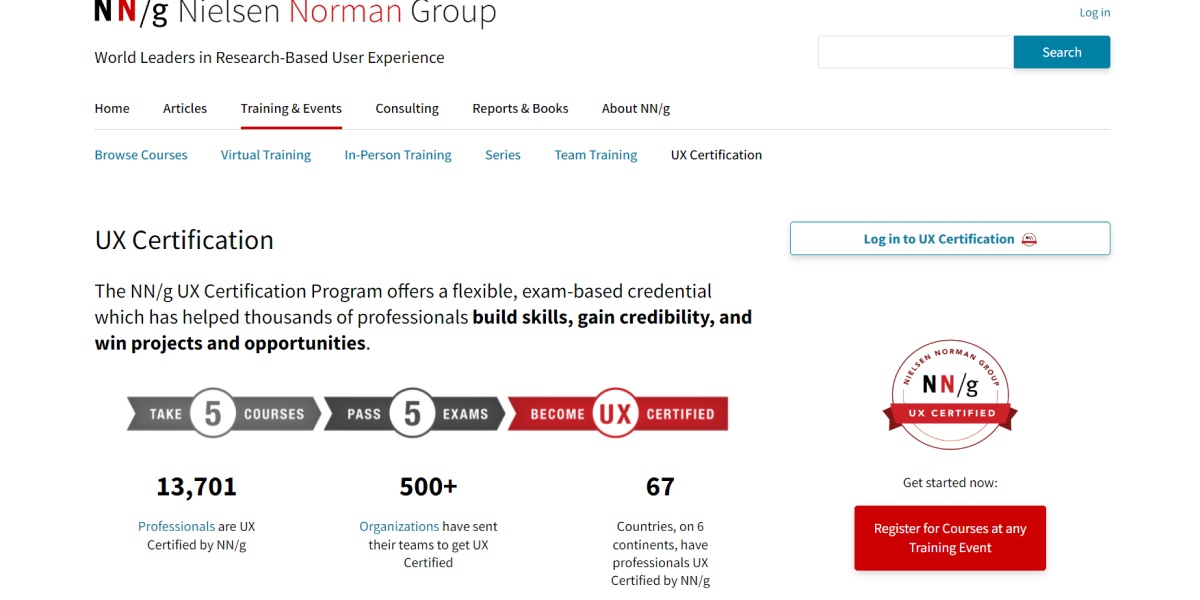 NN/g Nielsen Norman Group
Log in
World Leaders in Research-Based User Experience
Search
Home Articles Training & Events Consulting Reports & Books About NN/g
Browse Courses Virtual Training In-Person Training Series Team Training UX Certification
UX Certification
Log in to UX Certification
The NN/g UX Certification Program offers a flexible, exam-based credential
which has helped thousands of professionals build skills, gain credibility, and
win projects and opportunities.
TAKE 5 COURSES PASS 5 EXAMS BECOME UX CERTIFIED
13,701
Professionals are UX
Certified by NN/g
500+
Organizations have sent
their teams to get UX
Certified
67
Countries, on 6
continents, have
professionals UX
Certified by NN/g
NIELSEN NORMAN GROUP
NN/g
UX CERTIFIED
Get started now:
Register for Courses at any
Training Event